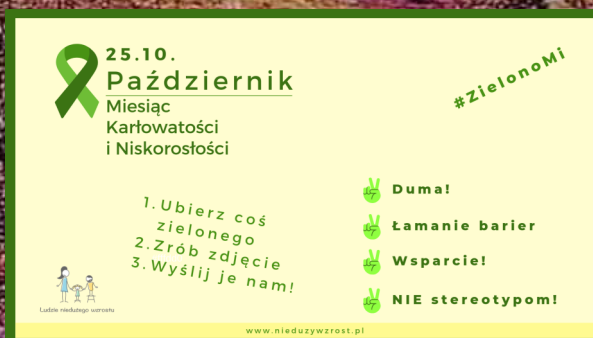 25.10.
Październik
Miesiąc
Karłowatości
i Niskorosłości
#ZielonoMi
1. Ubierz coś
zielonego
2. Zrób zdjęcie
3. Wyślij je nam!
Duma!
Łamanie barier
Wsparcie!
NIE stereotypom!
Ludzie niedużego wzrostu
www.nieduzywzrost.pl